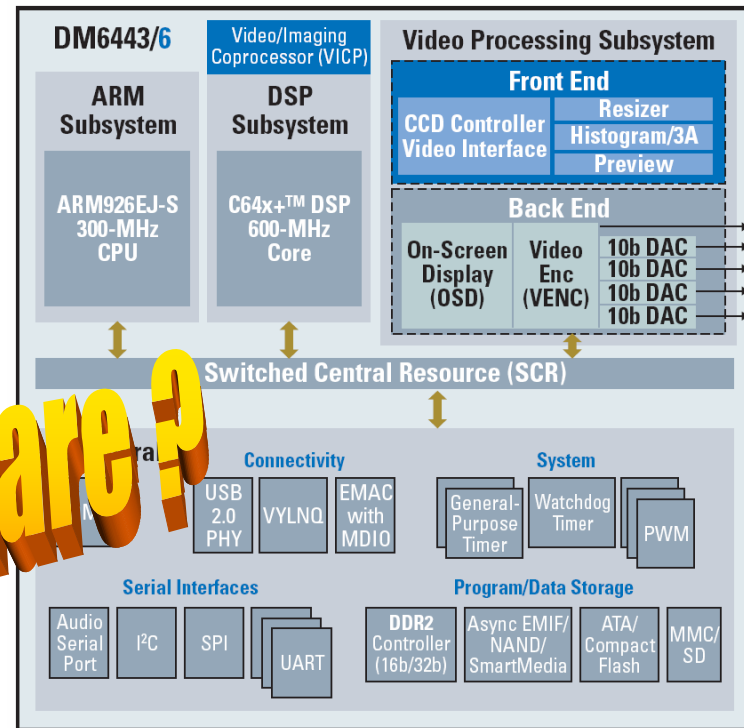 DM6443/6
Video/Imaging
Coprocessor (VICP)
Video Processing Subsystem
ARM
Subsystem
DSP
Subsystem
Front End
CCD Controller
Video Interface
Resizer
Histogram/3A
Preview
ARM926EJ-S
300-MHz
CPU
C64x+™ DSP
600-MHz
Core
Back End
On-Screen
Display
(OSD)
Video
Enc
(VENC)
10b DAC
10b DAC
10b DAC
10b DAC
Switched Central Resource (SCR)
are ?
Connectivity
System
USB
2.0
PHY
VYLNQ
EMAC
with
MDIO
General-
Purpose
Timer
Watchdog
Timer
PWM
Serial Interfaces
Program/Data Storage
Audio
Serial
Port
I²C
SPI
UART
DDR2
Controller
(16b/32b)
Async EMIF/
NAND/
SmartMedia
ATA/
Compact
Flash
MMC/
SD